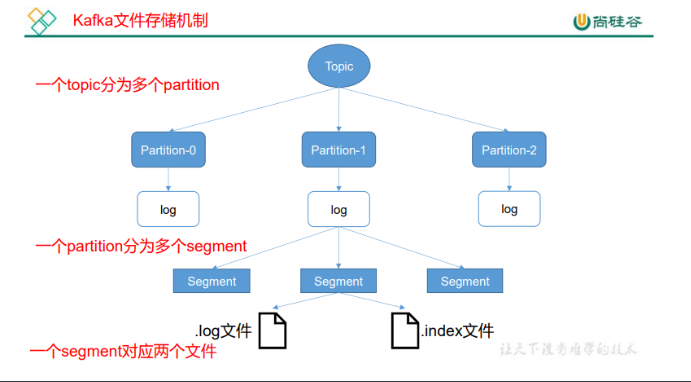 Kafka文件存储机制
尚硅谷
Topic
一个topic分为多个partition
Partition-0
Partition-1
Partition-2
log
log
log
一个partition分为多个segment
Segment
Segment
Segment
.log文件
.index文件
一个segment对应两个文件
让天下没有难学的技术